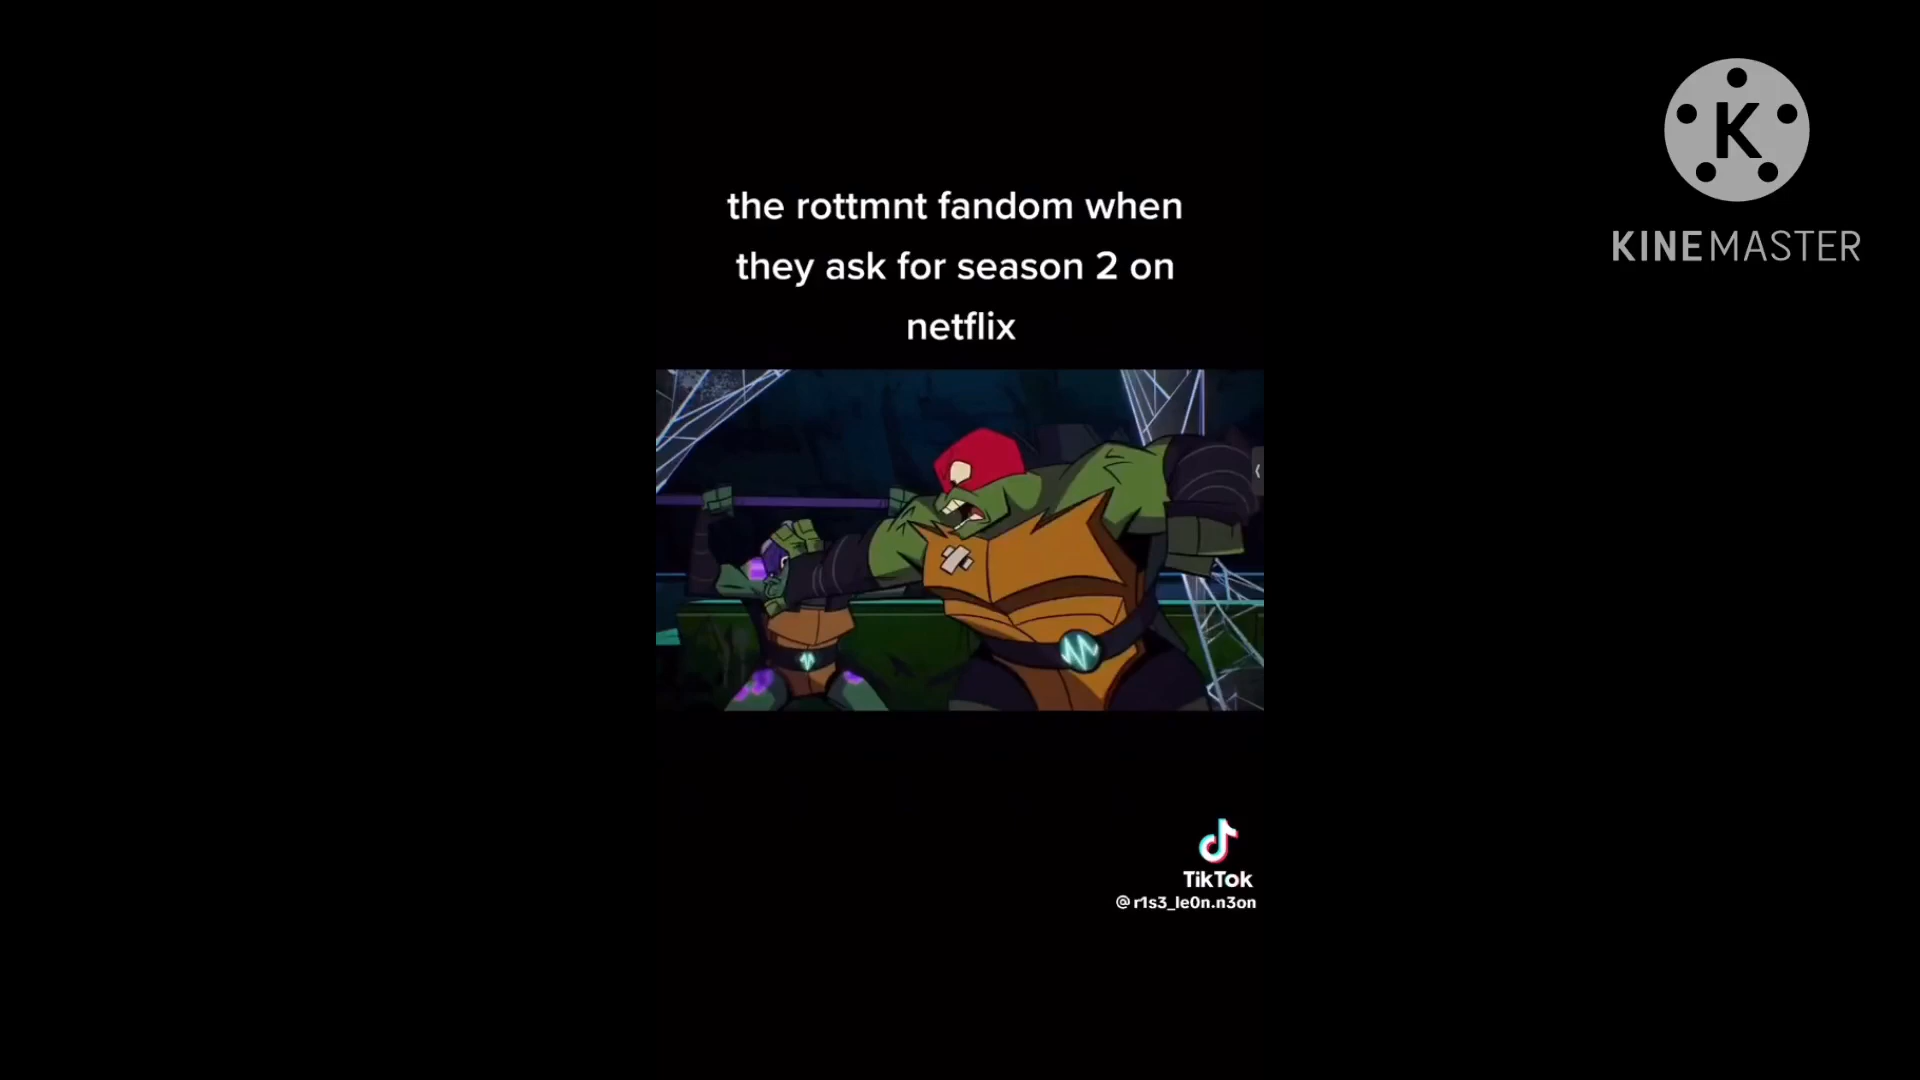 the rottmnt fandom when
they ask for season 2 on
netflix
K
KINEMASTER
TikTok
@r1s3_le0n.n3on